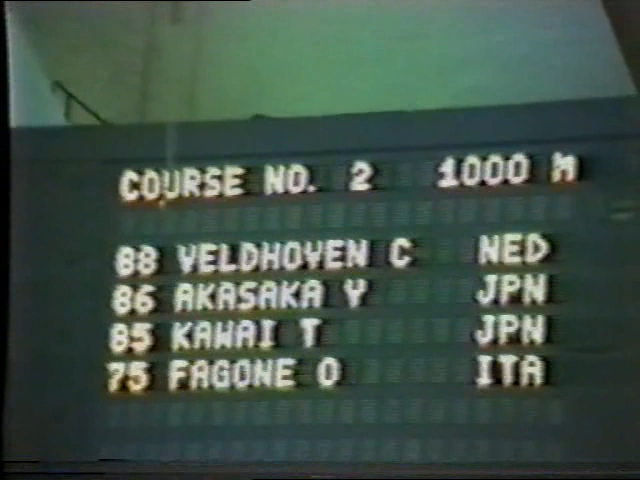 COURSE NO. 2 1000 M
88 VELDHOVEN C NED
86 AKASAKA Y JPN
85 KAWAI T JPN
75 FAGONE O ITA